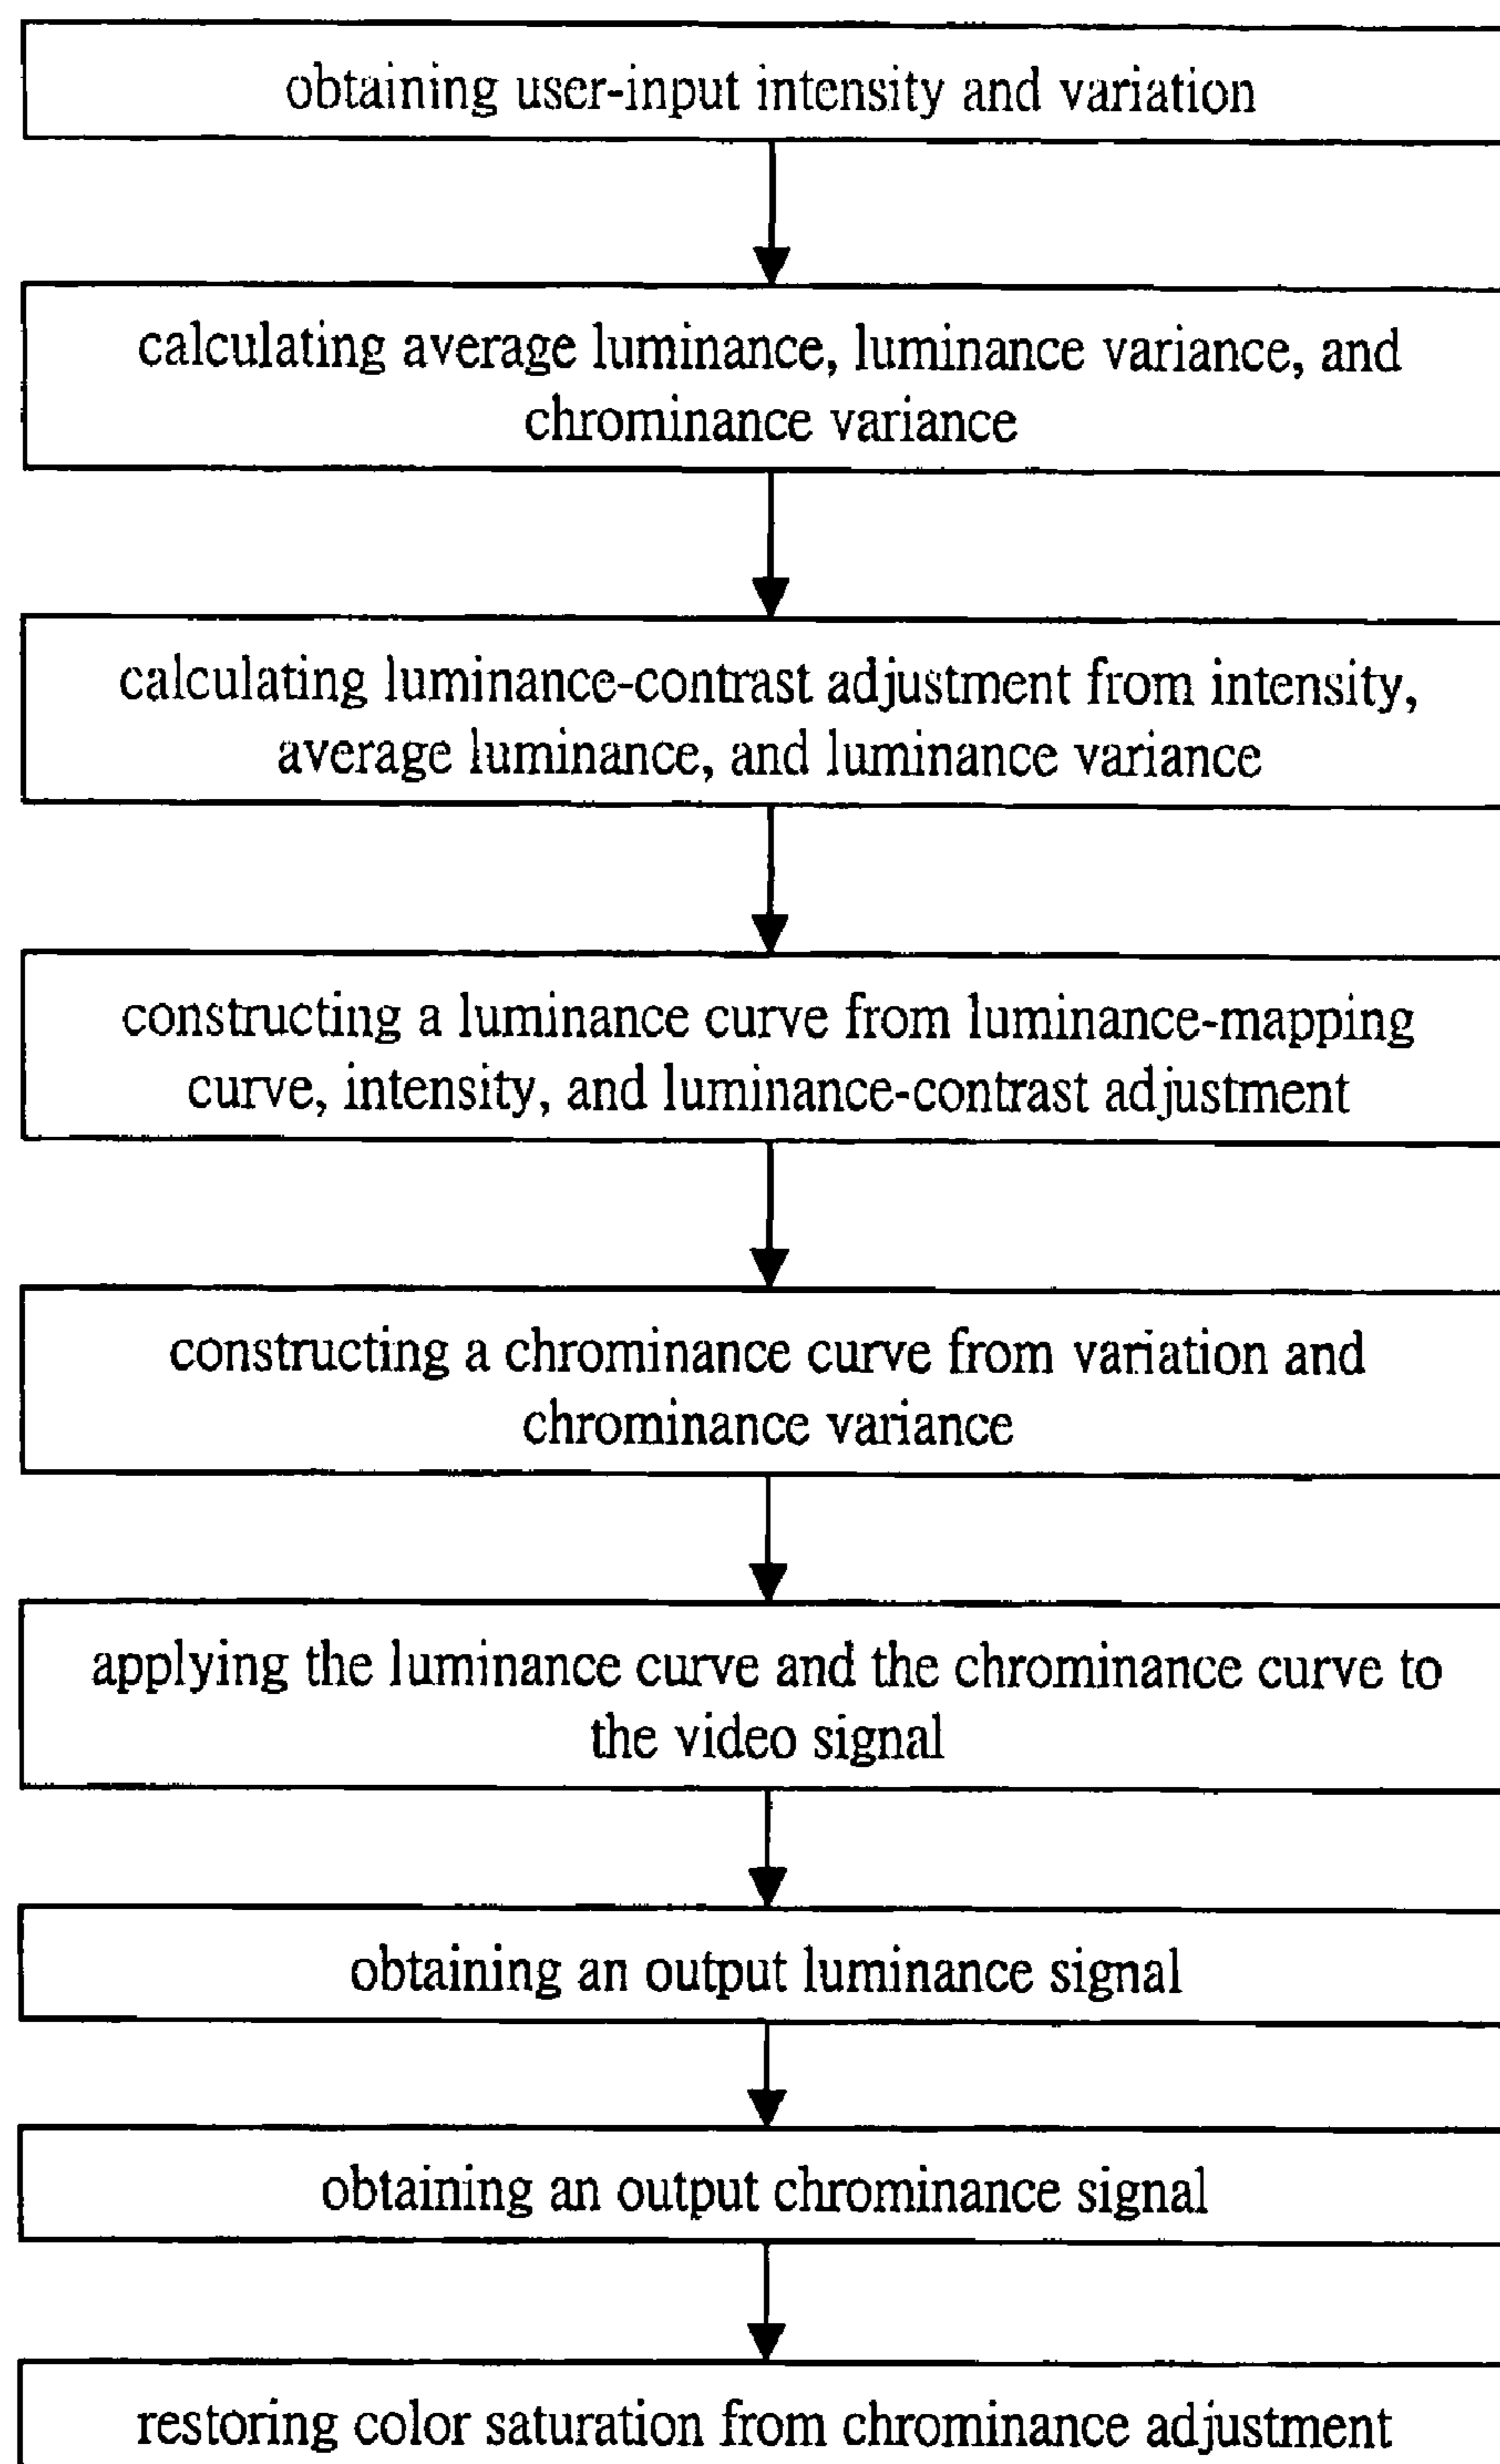 obtaining user-input intensity and variation
calculating average luminance, luminance variance, and
chrominance variance
calculating luminance-contrast adjustment from intensity,
average luminance, and luminance variance
constructing a luminance curve from luminance-mapping
curve, intensity, and luminance-contrast adjustment
constructing a chrominance curve from variation and
chrominance variance
applying the luminance curve and the chrominance curve to
the video signal
obtaining an output luminance signal
obtaining an output chrominance signal
restoring color saturation from chrominance adjustment